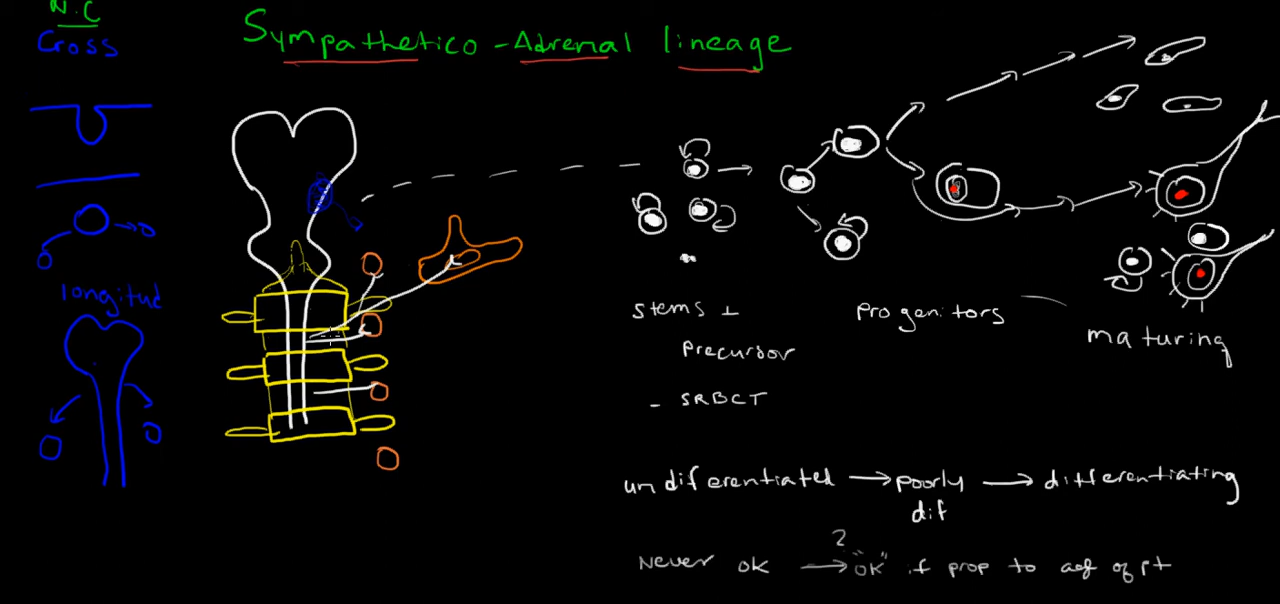 N.C
Cross
Sympathetico-Adrenal lineage
longitud
stems +
precursor
- SRBCT
progenitors
maturing
undiferentiated → poorly dif → differentiating
Never ok → ? "ok" if prop to age of pt